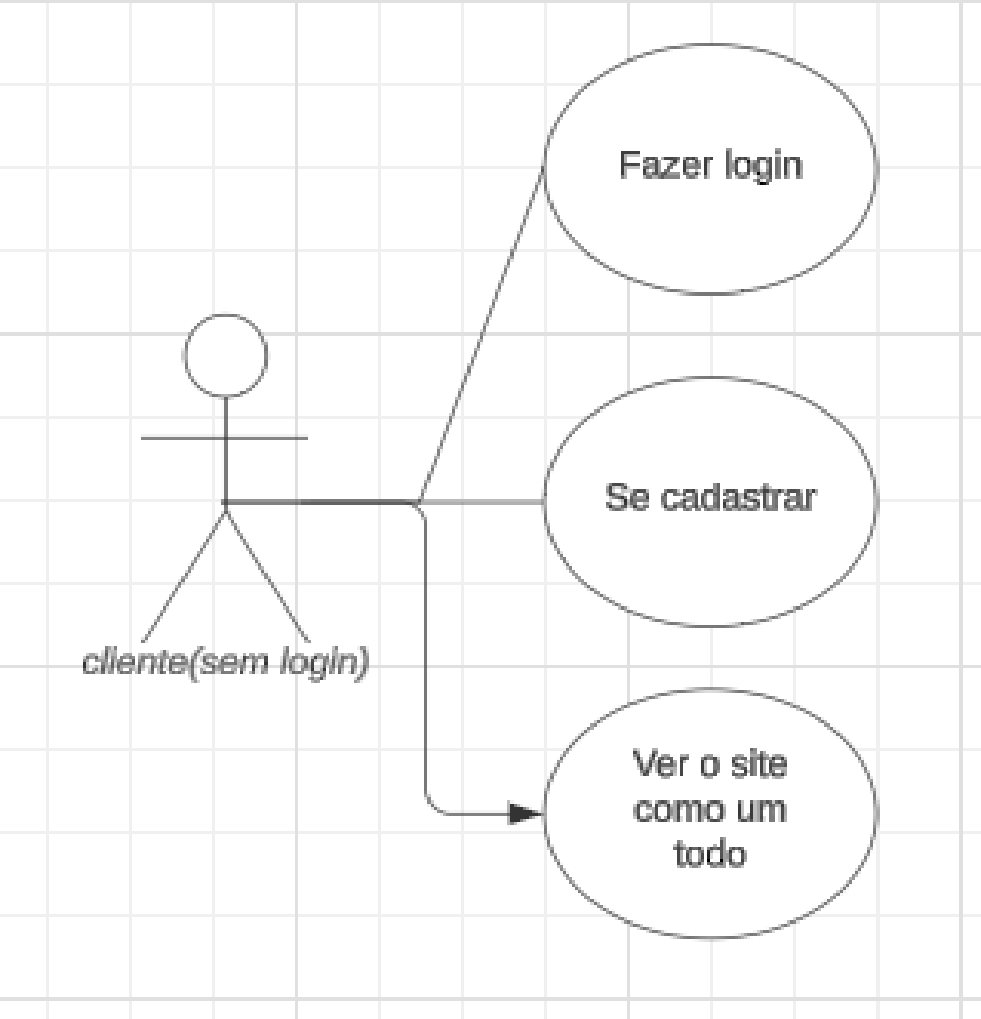 Fazer login
Se cadastrar
cliente(sem login)
Ver o site
como um
todo